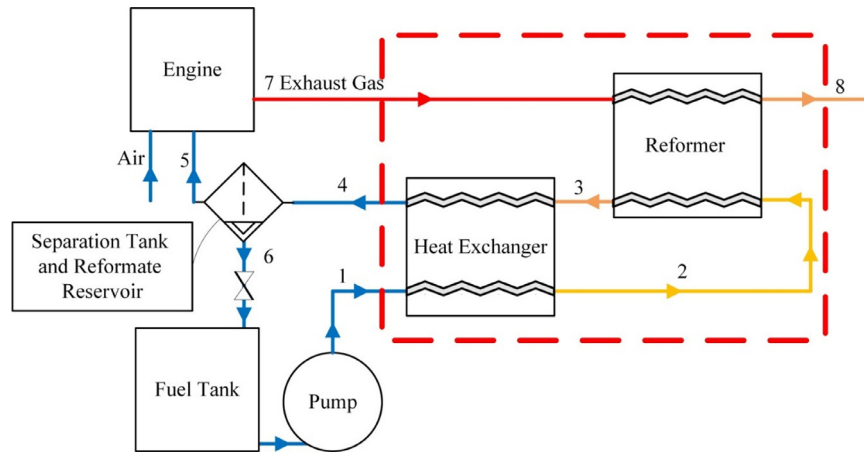 Engine
7 Exhaust Gas
8
Reformer
Air
5
4
3
Separation Tank
and Reformate
Reservoir
6
Heat Exchanger
1
2
Fuel Tank
Pump